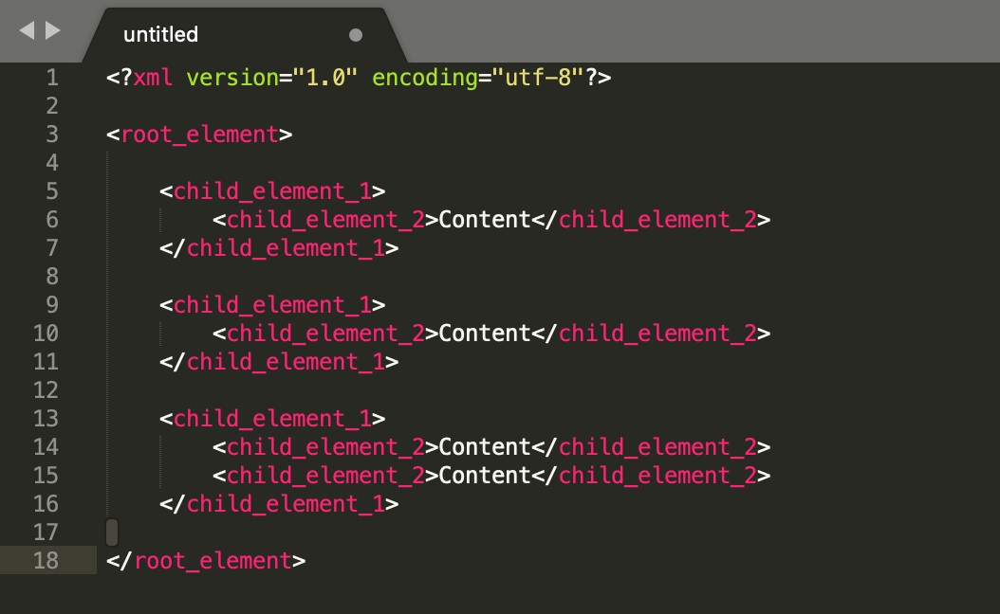 untitled
1 <?xml version="1.0" encoding="utf-8"?>
2
3 <root_element>
4
5     <child_element_1>
6         <child_element_2>Content</child_element_2>
7     </child_element_1>
8
9     <child_element_1>
10         <child_element_2>Content</child_element_2>
11     </child_element_1>
12
13     <child_element_1>
14         <child_element_2>Content</child_element_2>
15         <child_element_2>Content</child_element_2>
16     </child_element_1>
17
18 </root_element>